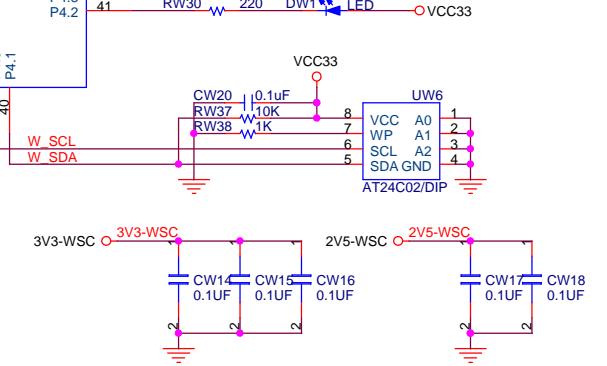 41 RW30 220 DW1 LED
P4.2 VCC33
P4.1
40
VCC33
CW20 0.1uF UW6
RW37 10K 8 VCC A0 1
RW38 1K 7 WP A1 2
W_SCL 6 SCL A2 3
W_SDA 5 SDA GND 4
AT24C02/DIP
3V3-WSC 3V3-WSC 2V5-WSC 2V5-WSC
1 1 1 1 1
CW14 CW15 CW16 CW17 CW18
0.1UF 0.1UF 0.1UF 0.1UF 0.1UF
2 2 2 2 2